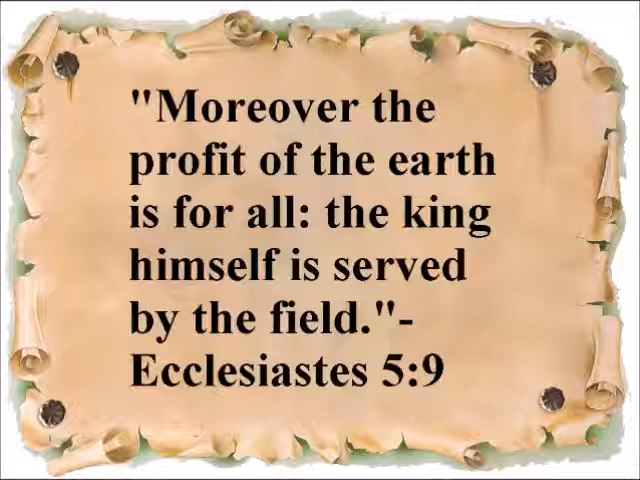 "Moreover the
profit of the earth
is for all: the king
himself is served
by the field."-
Ecclesiastes 5:9